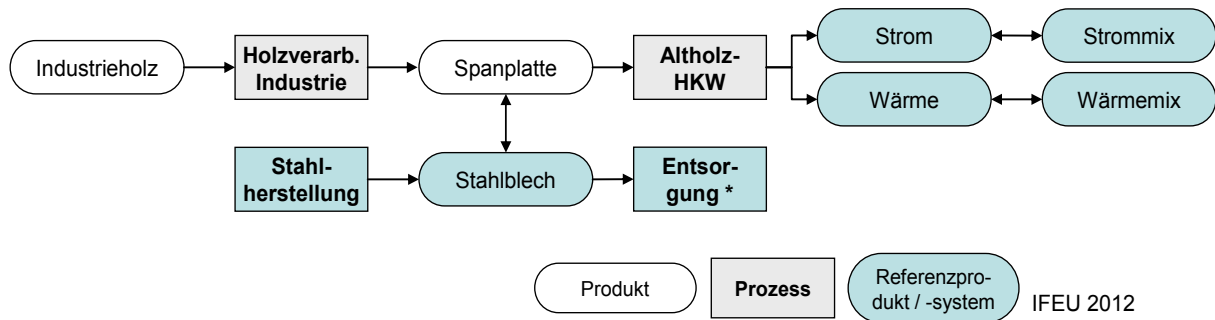 Industrieholz
Holzverarb.
Industrie
Spanplatte
Altholz-
HKW
Strom
Strommix
Wärme
Wärmemix
Stahl-
herstellung
Stahlblech
Entsor-
gung *
Produkt
Prozess
Referenzpro-
dukt / -system
IFEU 2012